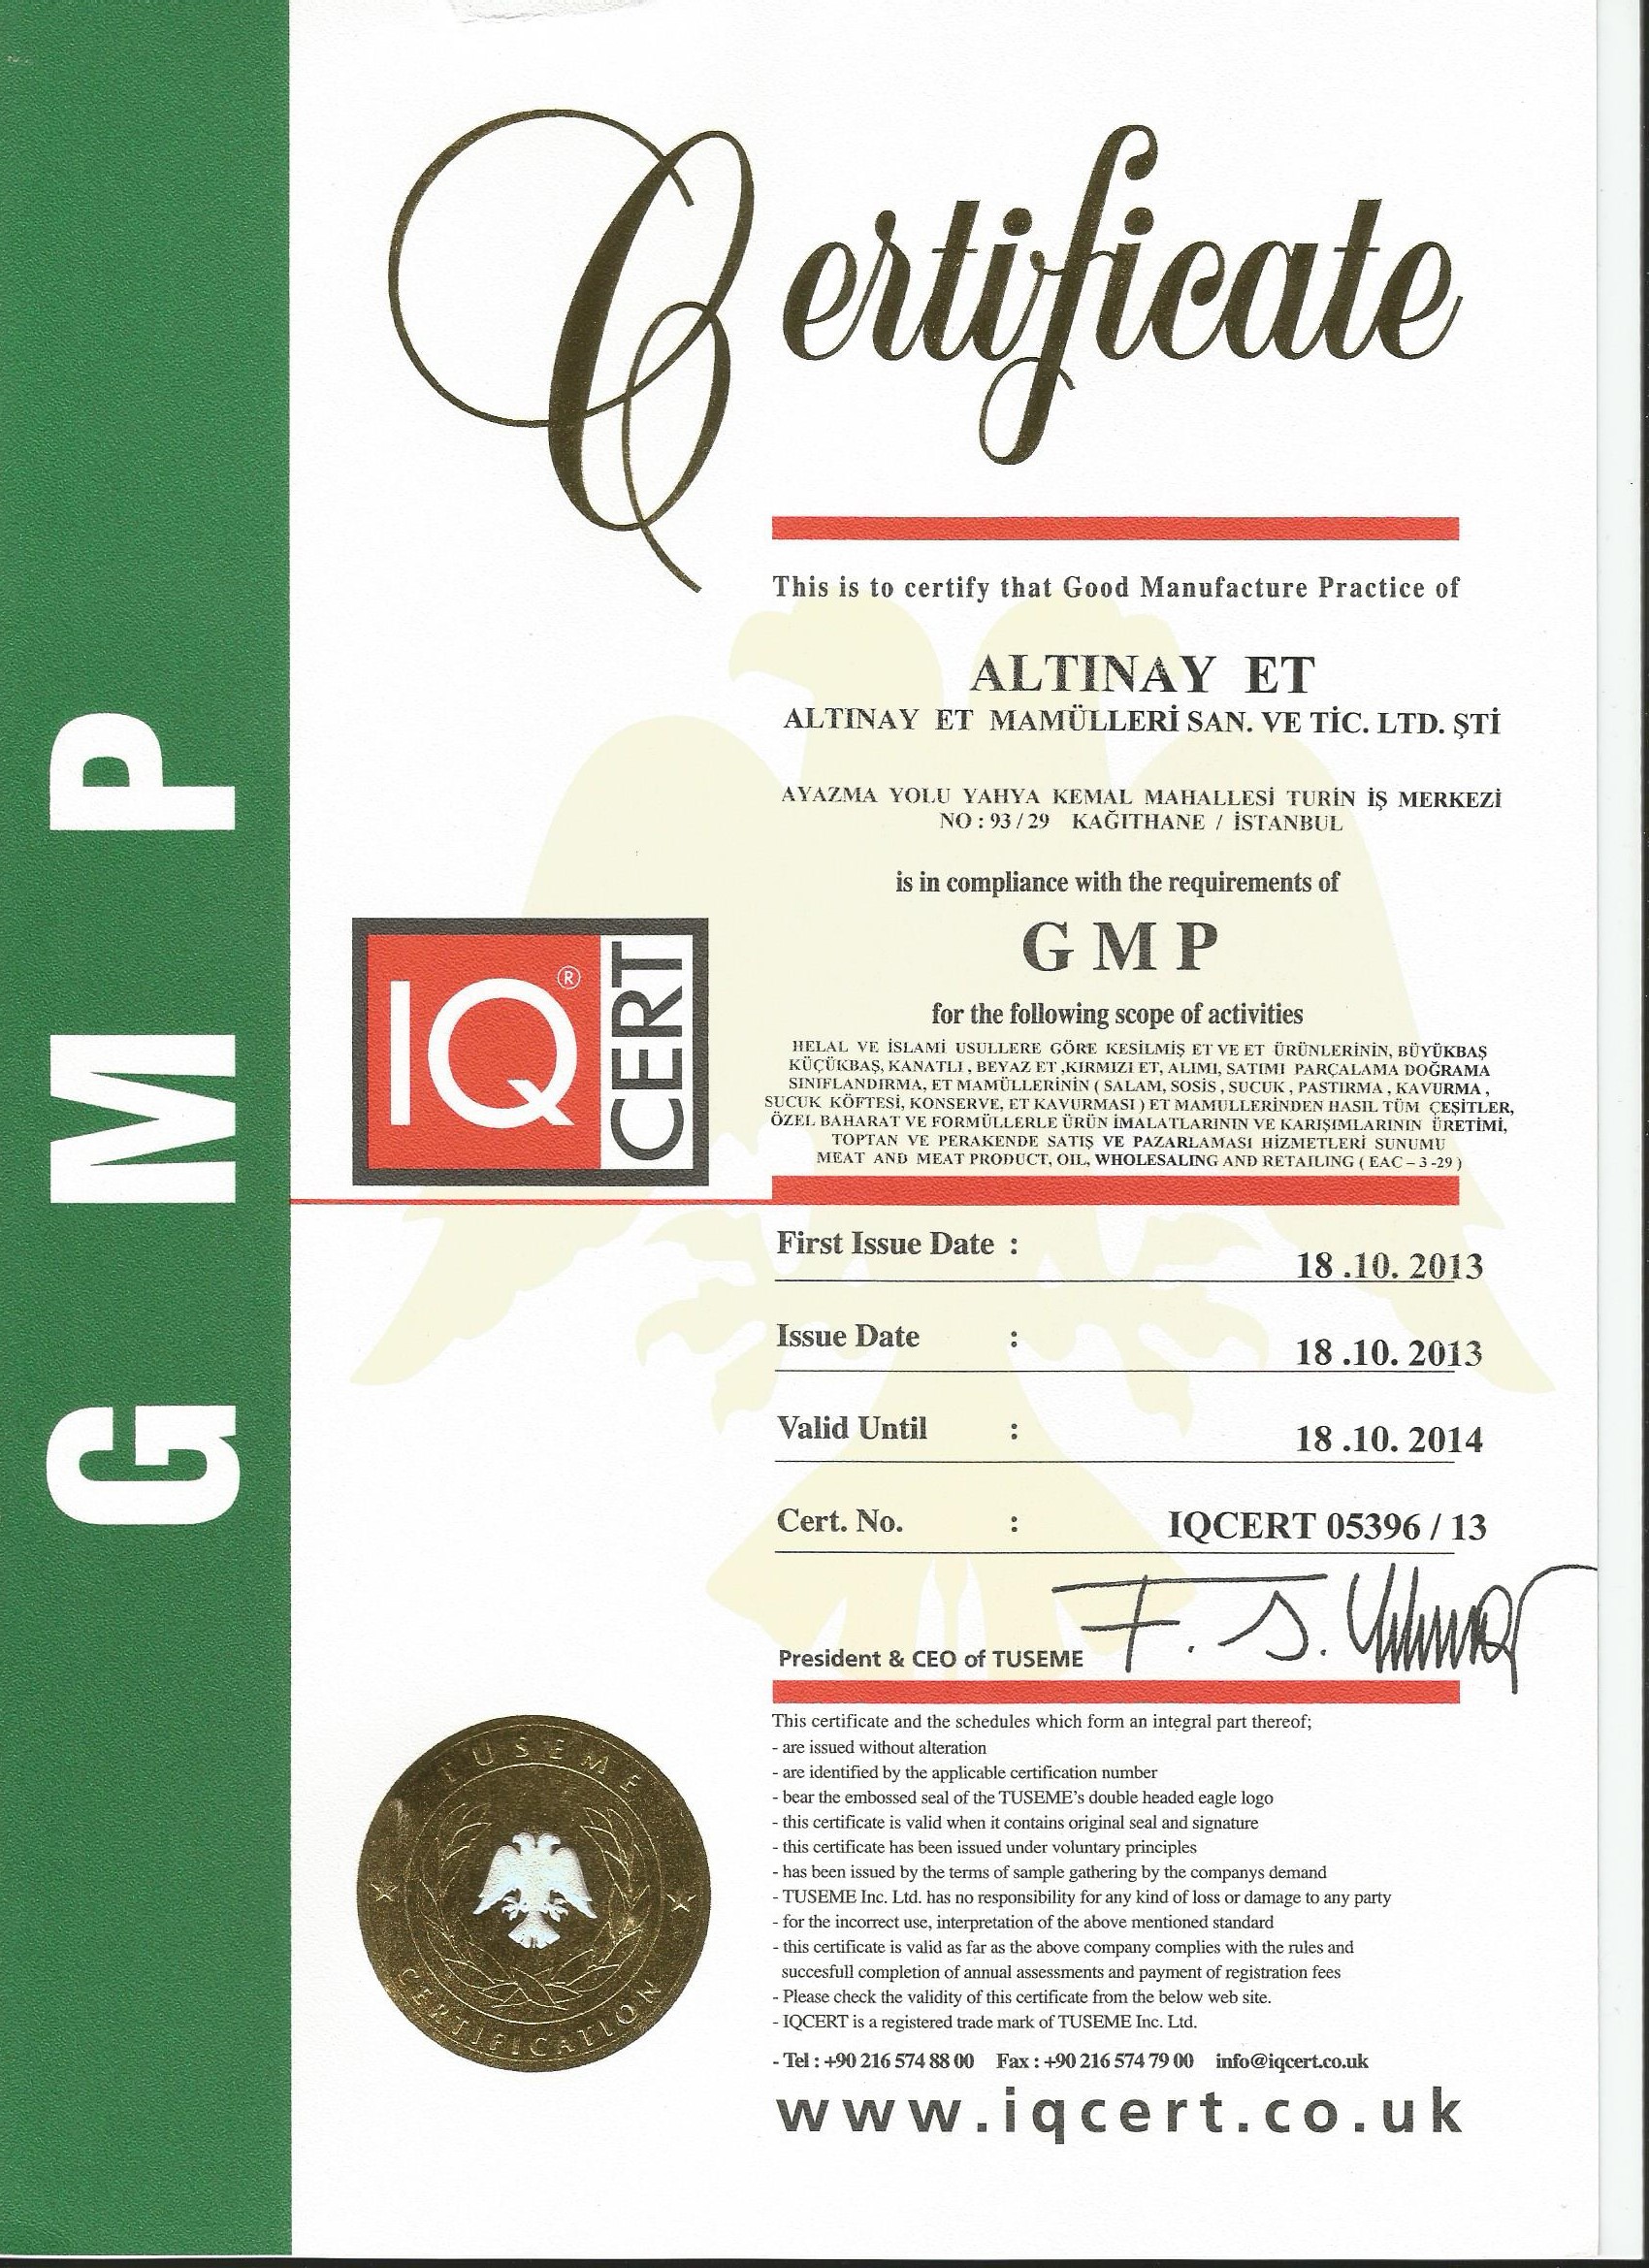 G M P
Certificate
This is to certify that Good Manufacture Practice of
ALTINAY ET
ALTINAY ET MAMÜLLERİ SAN. VE TİC. LTD. ŞTİ
AYAZMA YOLU YAHYA KEMAL MAHALLESİ TURİN İŞ MERKEZİ
NO : 93 / 29 KAĞITHANE / İSTANBUL
is in compliance with the requirements of
G M P
IQ® CERT
for the following scope of activities
HELAL VE İSLAMİ USULLERE GÖRE KESİLMİŞ ET VE ET ÜRÜNLERİNİN, BÜYÜKBAŞ
KÜÇÜKBAŞ, KANATLI , BEYAZ ET ,KIRMIZI ET, ALIMI, SATIMI PARÇALAMA DOĞRAMA
SINIFLANDIRMA, ET MAMÜLLERİNİN ( SALAM, SOSİS , SUCUK , PASTIRMA , KAVURMA ,
SUCUK KÖFTESİ, KONSERVE, ET KAVURMASI ) ET MAMULLERİNDEN HASIL TÜM ÇEŞİTLER,
ÖZEL BAHARAT VE FORMÜLLERLE ÜRÜN İMALATLARININ VE KARIŞIMLARININ ÜRETİMİ,
TOPTAN VE PERAKENDE SATIŞ VE PAZARLAMASI HİZMETLERİ SUNUMU
MEAT AND MEAT PRODUCT, OIL, WHOLESALING AND RETAILING ( EAC – 3 -29 )
First Issue Date : 18 .10. 2013
Issue Date : 18 .10. 2013
Valid Until : 18 .10. 2014
Cert. No. : IQCERT 05396 / 13
President & CEO of TUSEME F. S.
This certificate and the schedules which form an integral part thereof;
- are issued without alteration
- are identified by the applicable certification number
- bear the embossed seal of the TUSEME's double headed eagle logo
- this certificate is valid when it contains original seal and signature
- this certificate has been issued under voluntary principles
- has been issued by the terms of sample gathering by the companys demand
- TUSEME Inc. Ltd. has no responsibility for any kind of loss or damage to any party
- for the incorrect use, interpretation of the above mentioned standard
- this certificate is valid as far as the above company complies with the rules and
succesfull completion of annual assessments and payment of registration fees
- Please check the validity of this certificate from the below web site.
- IQCERT is a registered trade mark of TUSEME Inc. Ltd.
- Tel : +90 216 574 88 00 Fax : +90 216 574 79 00 info@iqcert.co.uk
www.iqcert.co.uk
TUSEME
CERTIFICATION